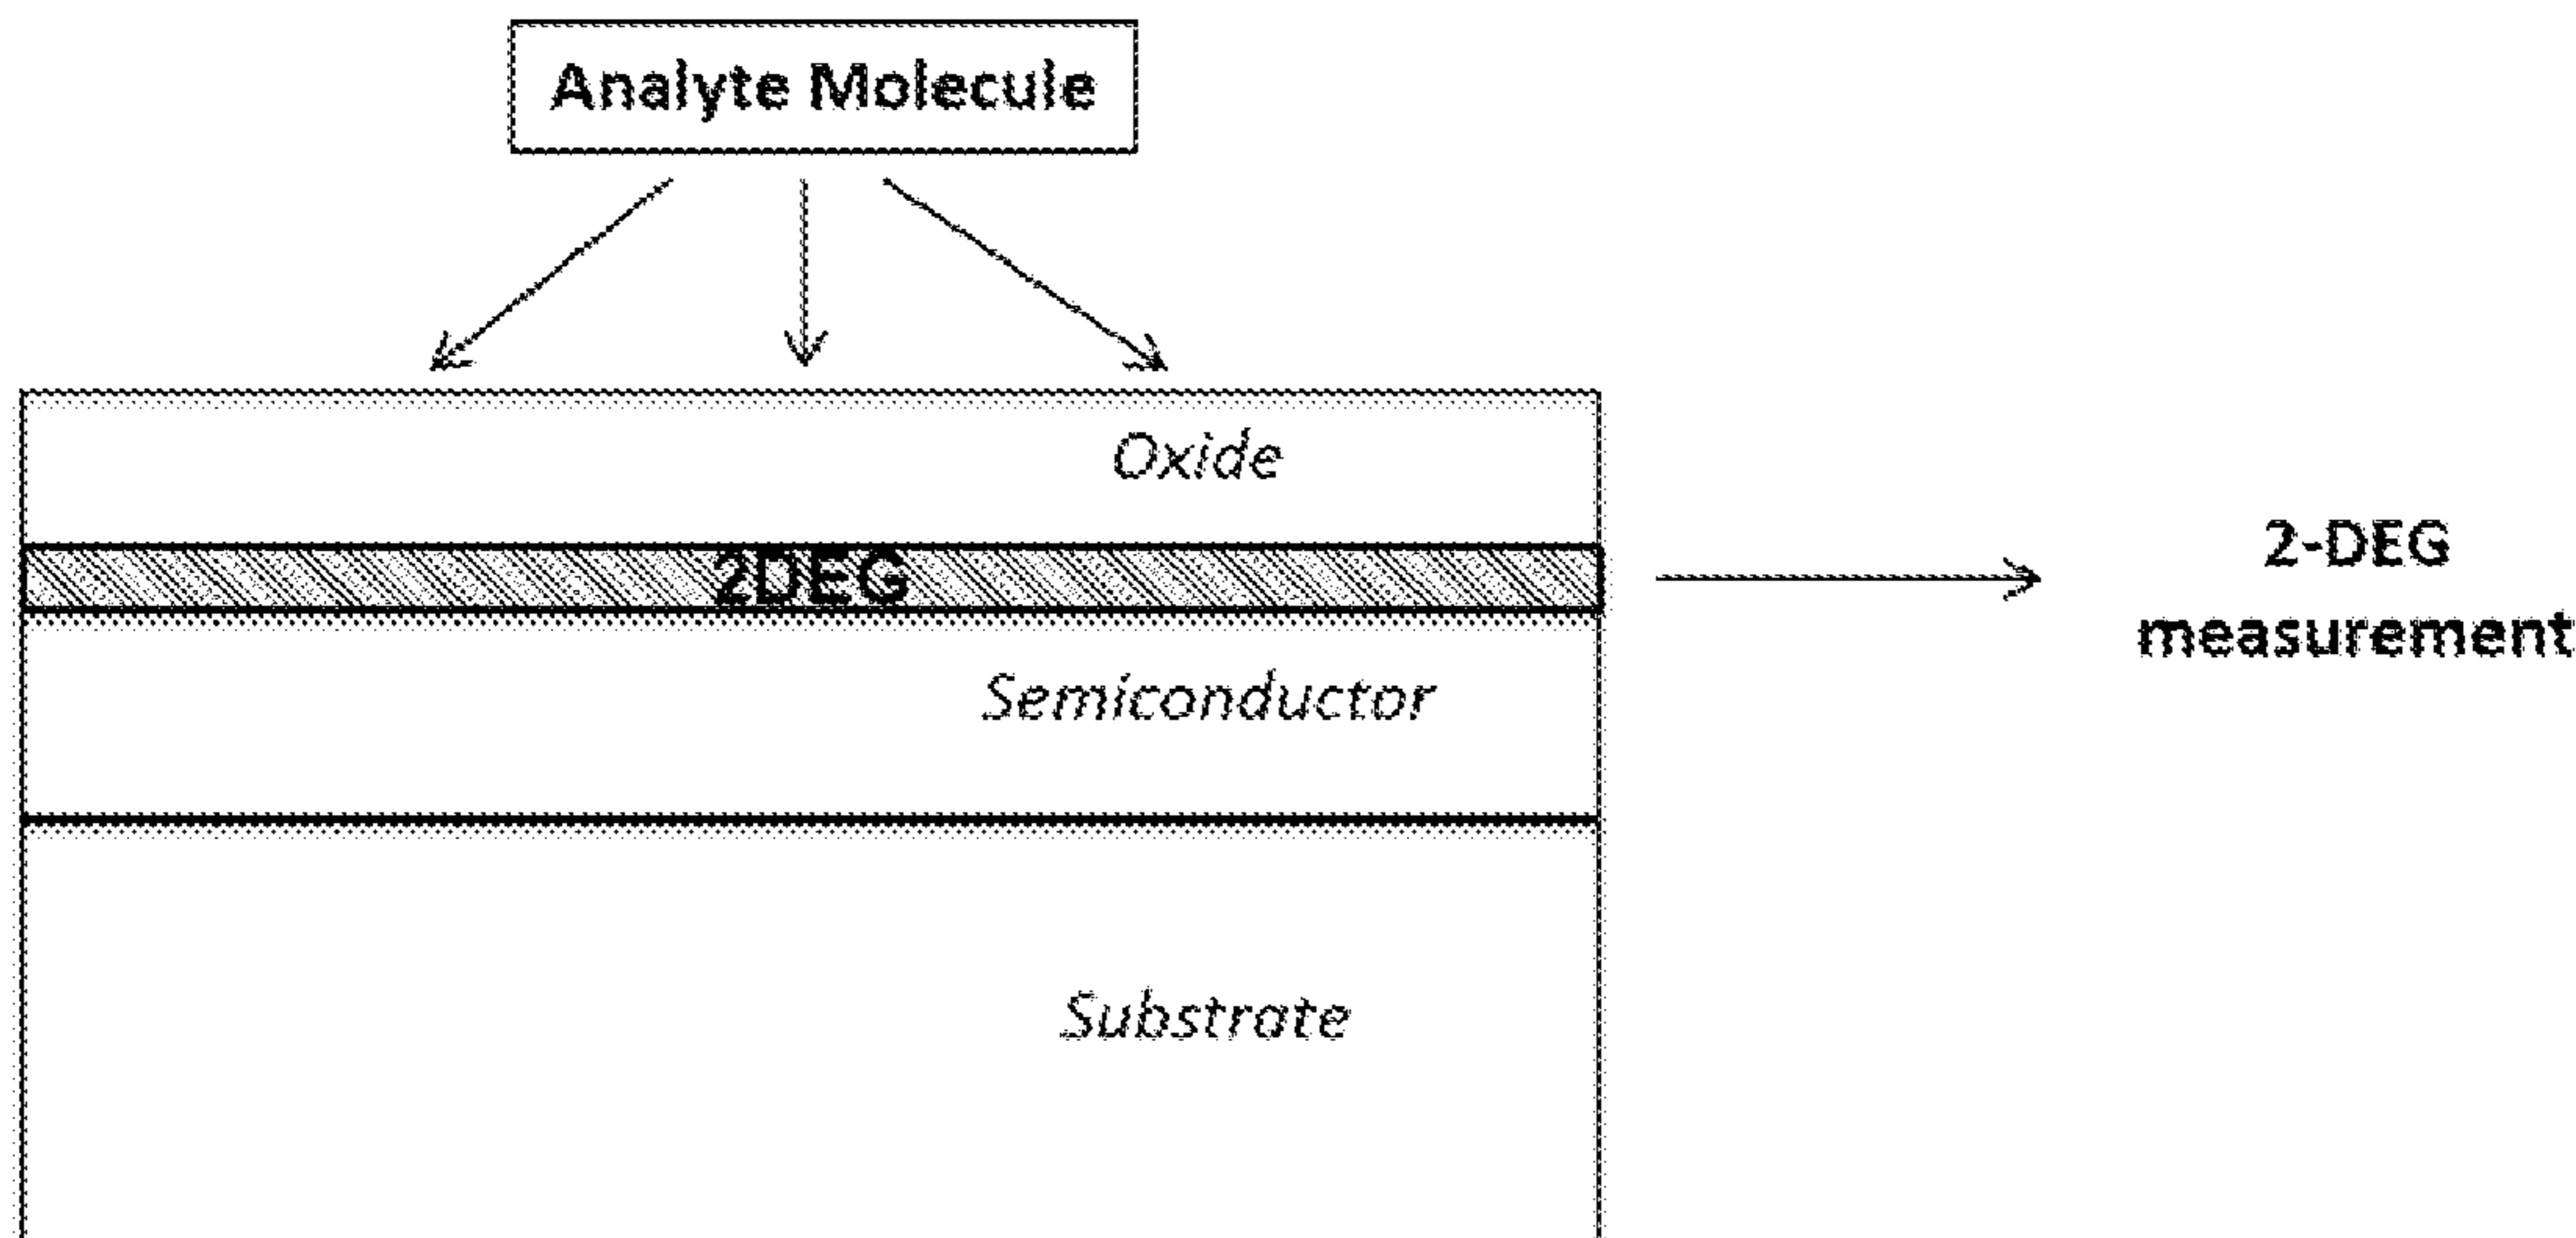 Analyte Molecule
Oxide
2DEG
2-DEG
measurement
Semiconductor
Substrate